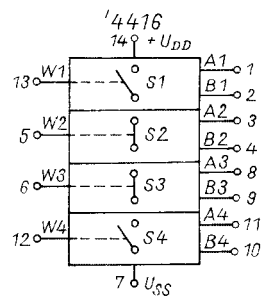 '4416
14 + U_DD
13 W1 S1 A1 1
B1 2
5 W2 S2 A2 3
B2 4
6 W3 S3 A3 8
B3 9
12 W4 S4 A4 11
B4 10
7 U_SS